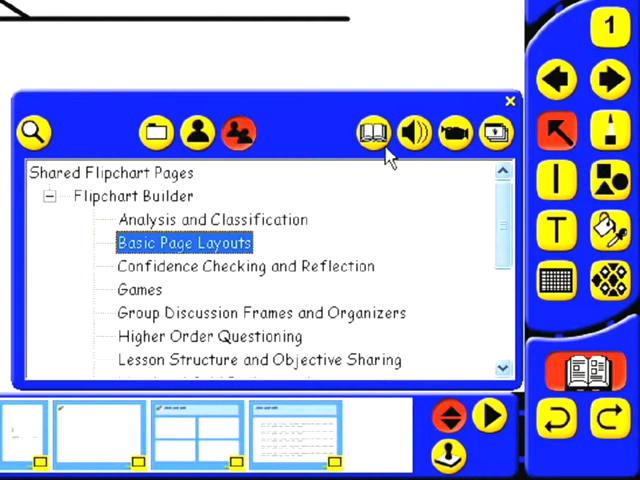 1
Shared Flipchart Pages
Flipchart Builder
Analysis and Classification
Basic Page Layouts
Confidence Checking and Reflection
Games
Group Discussion Frames and Organizers
Higher Order Questioning
Lesson Structure and Objective Sharing
T